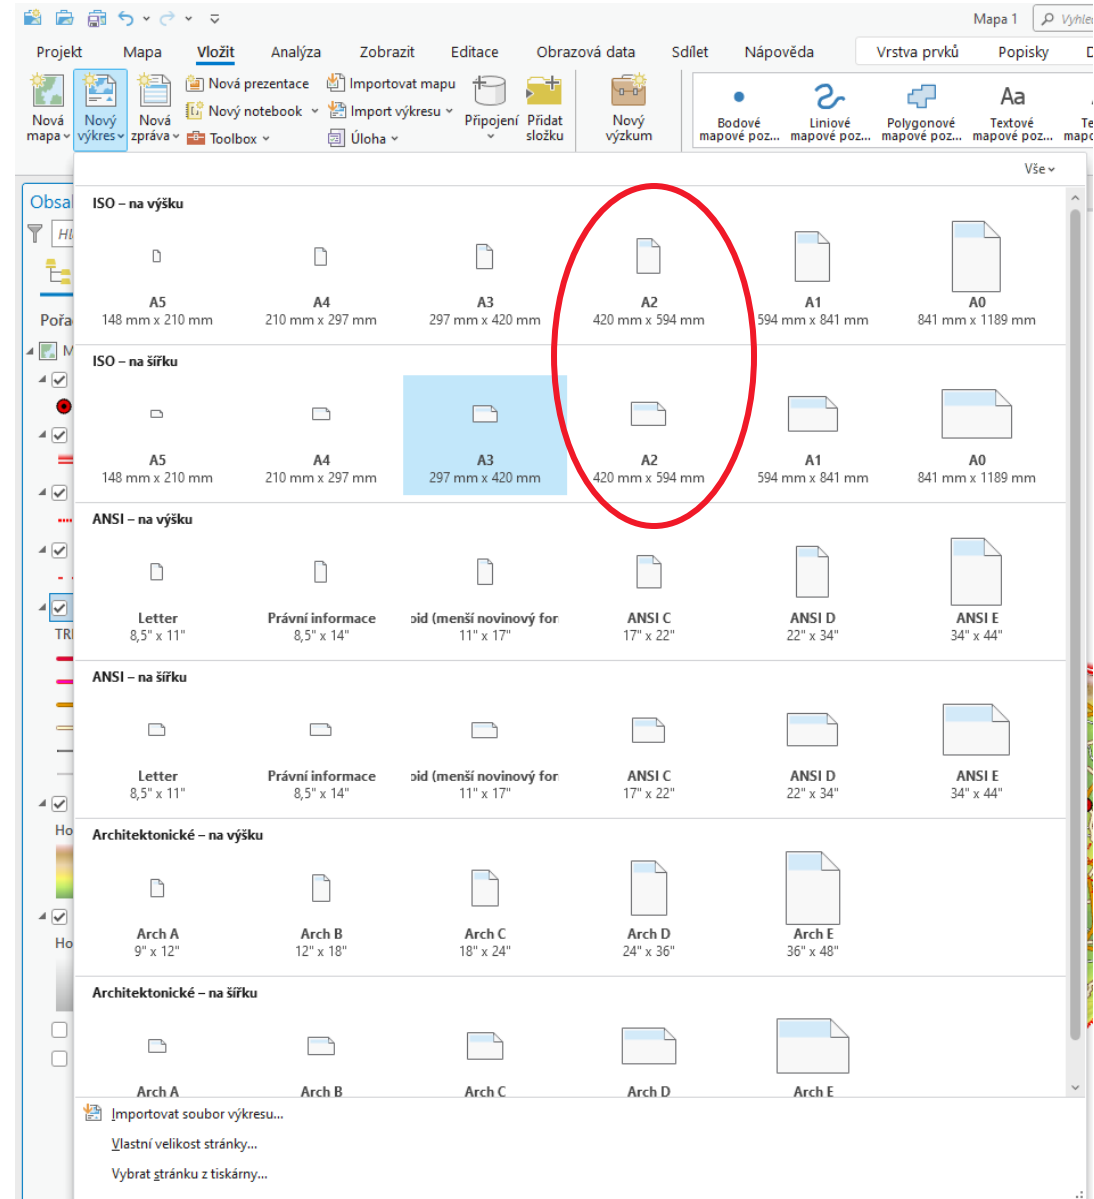 Mapa 1 Vyhled
Projekt Mapa Vložit Analýza Zobrazit Editace Obrazová data Sdílet Nápověda Vrstva prvků Popisky D
Nová mapa Nový výkres Nová zpráva
Nová prezentace
Nový notebook
Toolbox
Importovat mapu
Import výkresu
Úloha
Připojení
Přidat složku
Nový výzkum
Bodové mapové poz...
Liniové mapové poz...
Polygonové mapové poz...
Aa
Textové mapové poz...
Te
mapo
Vše
Obsa
Hl
Pořa
M
TR
Ho
Ho
ISO – na výšku
A5 A4 A3 A2 A1 A0
148 mm x 210 mm 210 mm x 297 mm 297 mm x 420 mm 420 mm x 594 mm 594 mm x 841 mm 841 mm x 1189 mm
ISO – na šířku
A5 A4 A3 A2 A1 A0
148 mm x 210 mm 210 mm x 297 mm 297 mm x 420 mm 420 mm x 594 mm 594 mm x 841 mm 841 mm x 1189 mm
ANSI – na výšku
Letter Právní informace oid (menší novinový for ANSI C ANSI D ANSI E
8,5" x 11" 8,5" x 14" 11" x 17" 17" x 22" 22" x 34" 34" x 44"
ANSI – na šířku
Letter Právní informace oid (menší novinový for ANSI C ANSI D ANSI E
8,5" x 11" 8,5" x 14" 11" x 17" 17" x 22" 22" x 34" 34" x 44"
Architektonické – na výšku
Arch A Arch B Arch C Arch D Arch E
9" x 12" 12" x 18" 18" x 24" 24" x 36" 36" x 48"
Architektonické – na šířku
Arch A Arch B Arch C Arch D Arch E
Importovat soubor výkresu...
Vlastní velikost stránky...
Vybrat stránku z tiskárny...